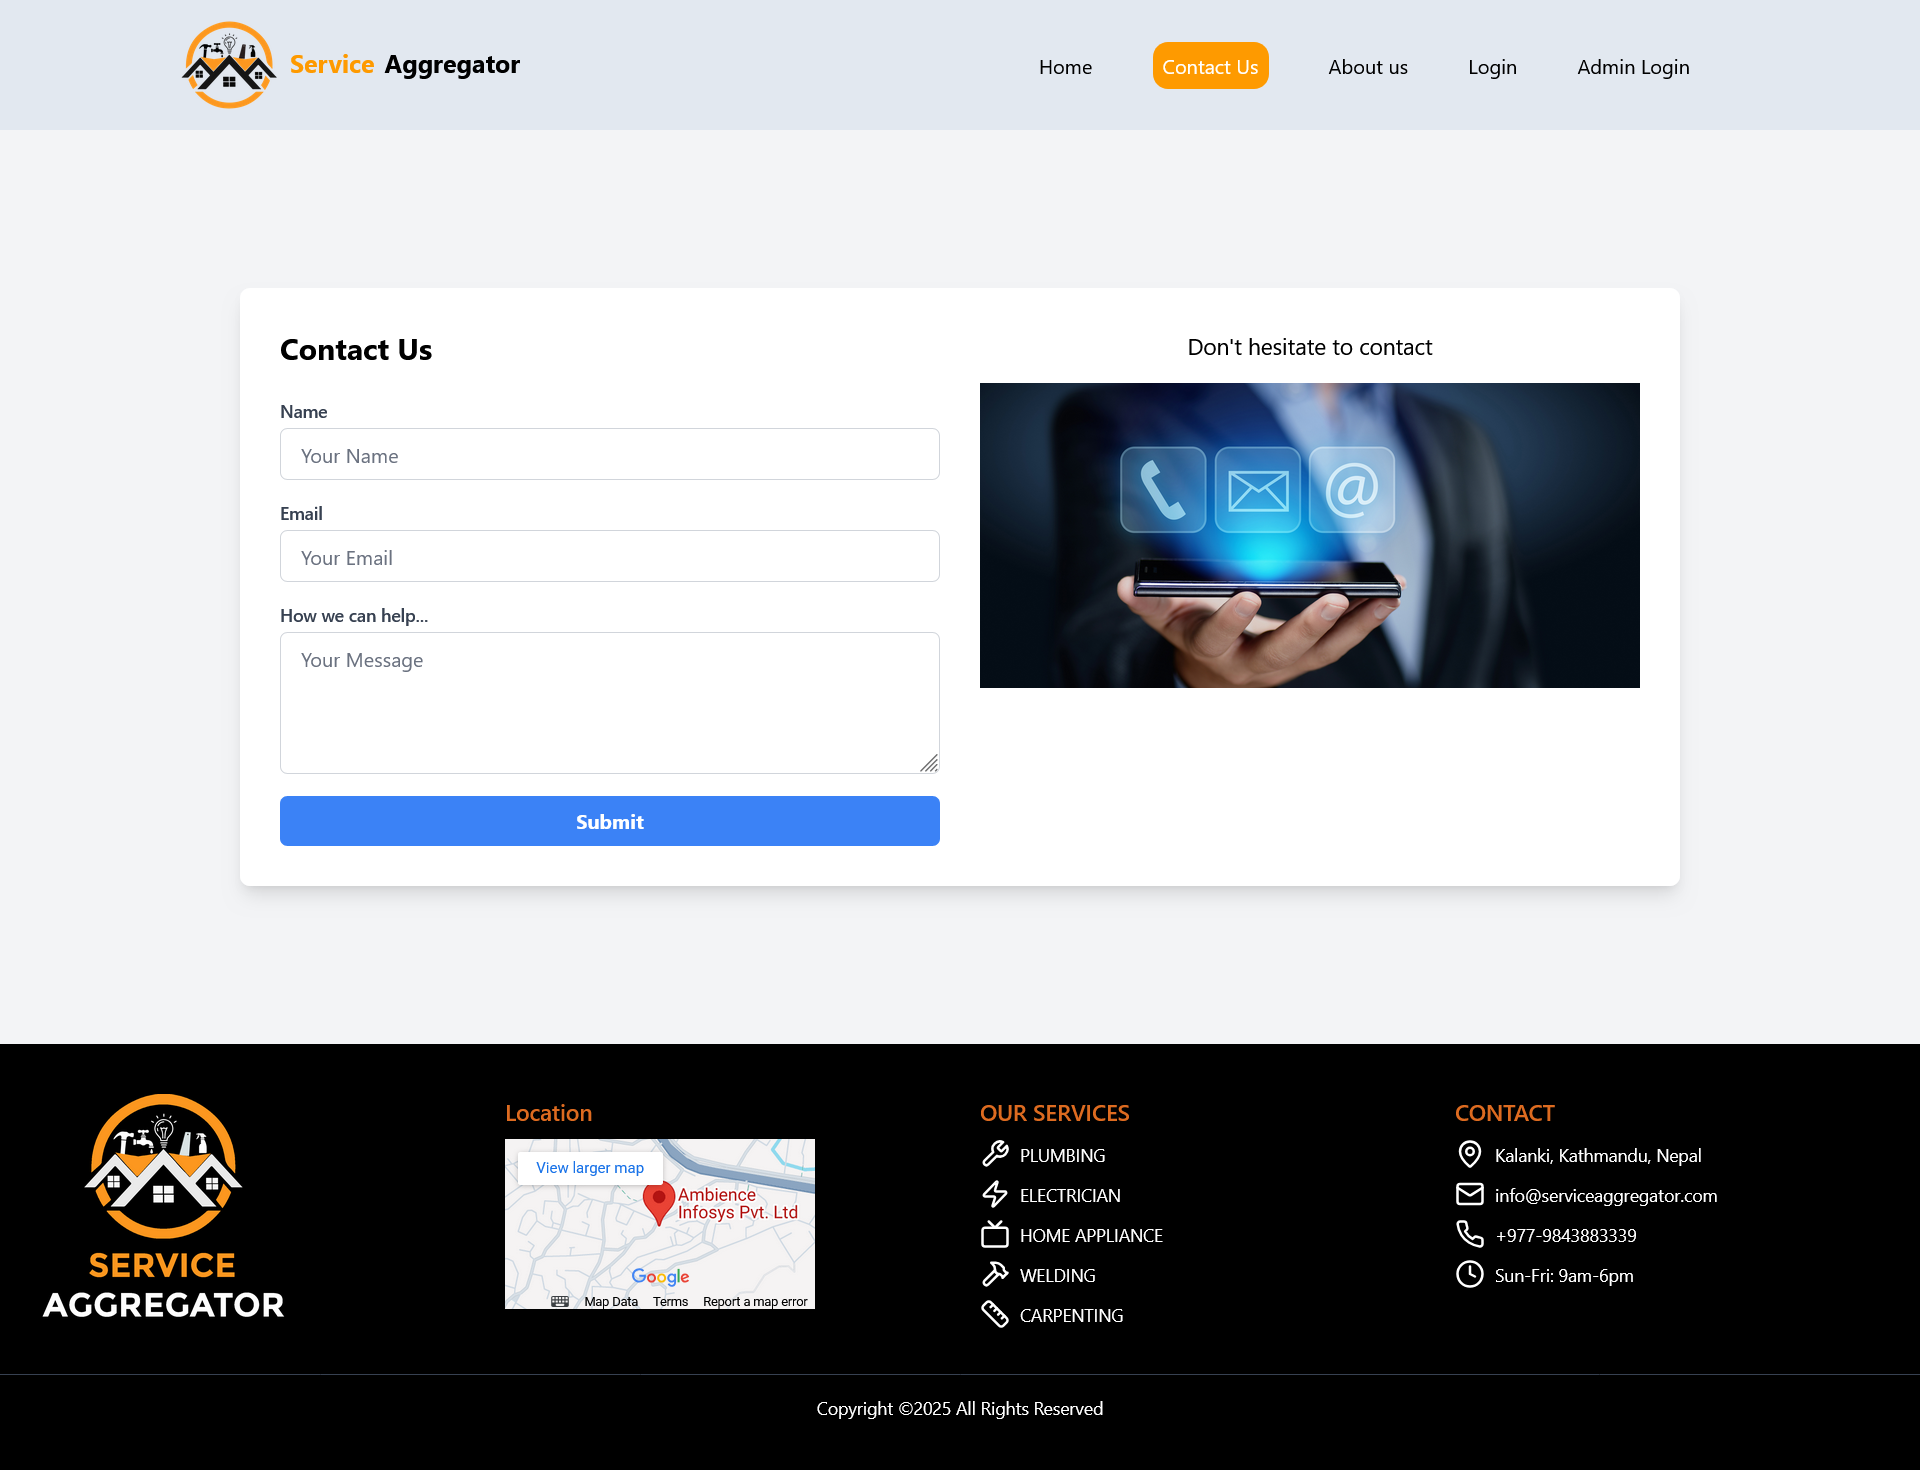 Service Aggregator
Home
Contact Us
About us
Login
Admin Login
Contact Us
Name
Your Name
Email
Your Email
How we can help...
Your Message
Submit
Don't hesitate to contact
@
SERVICE
AGGREGATOR
Location
View larger map
Ambience
Infosys Pvt. Ltd
Google
Map Data
Terms
Report a map error
OUR SERVICES
PLUMBING
ELECTRICIAN
HOME APPLIANCE
WELDING
CARPENTING
CONTACT
Kalanki, Kathmandu, Nepal
info@serviceaggregator.com
+977-9843883339
Sun-Fri: 9am-6pm
Copyright ©2025 All Rights Reserved